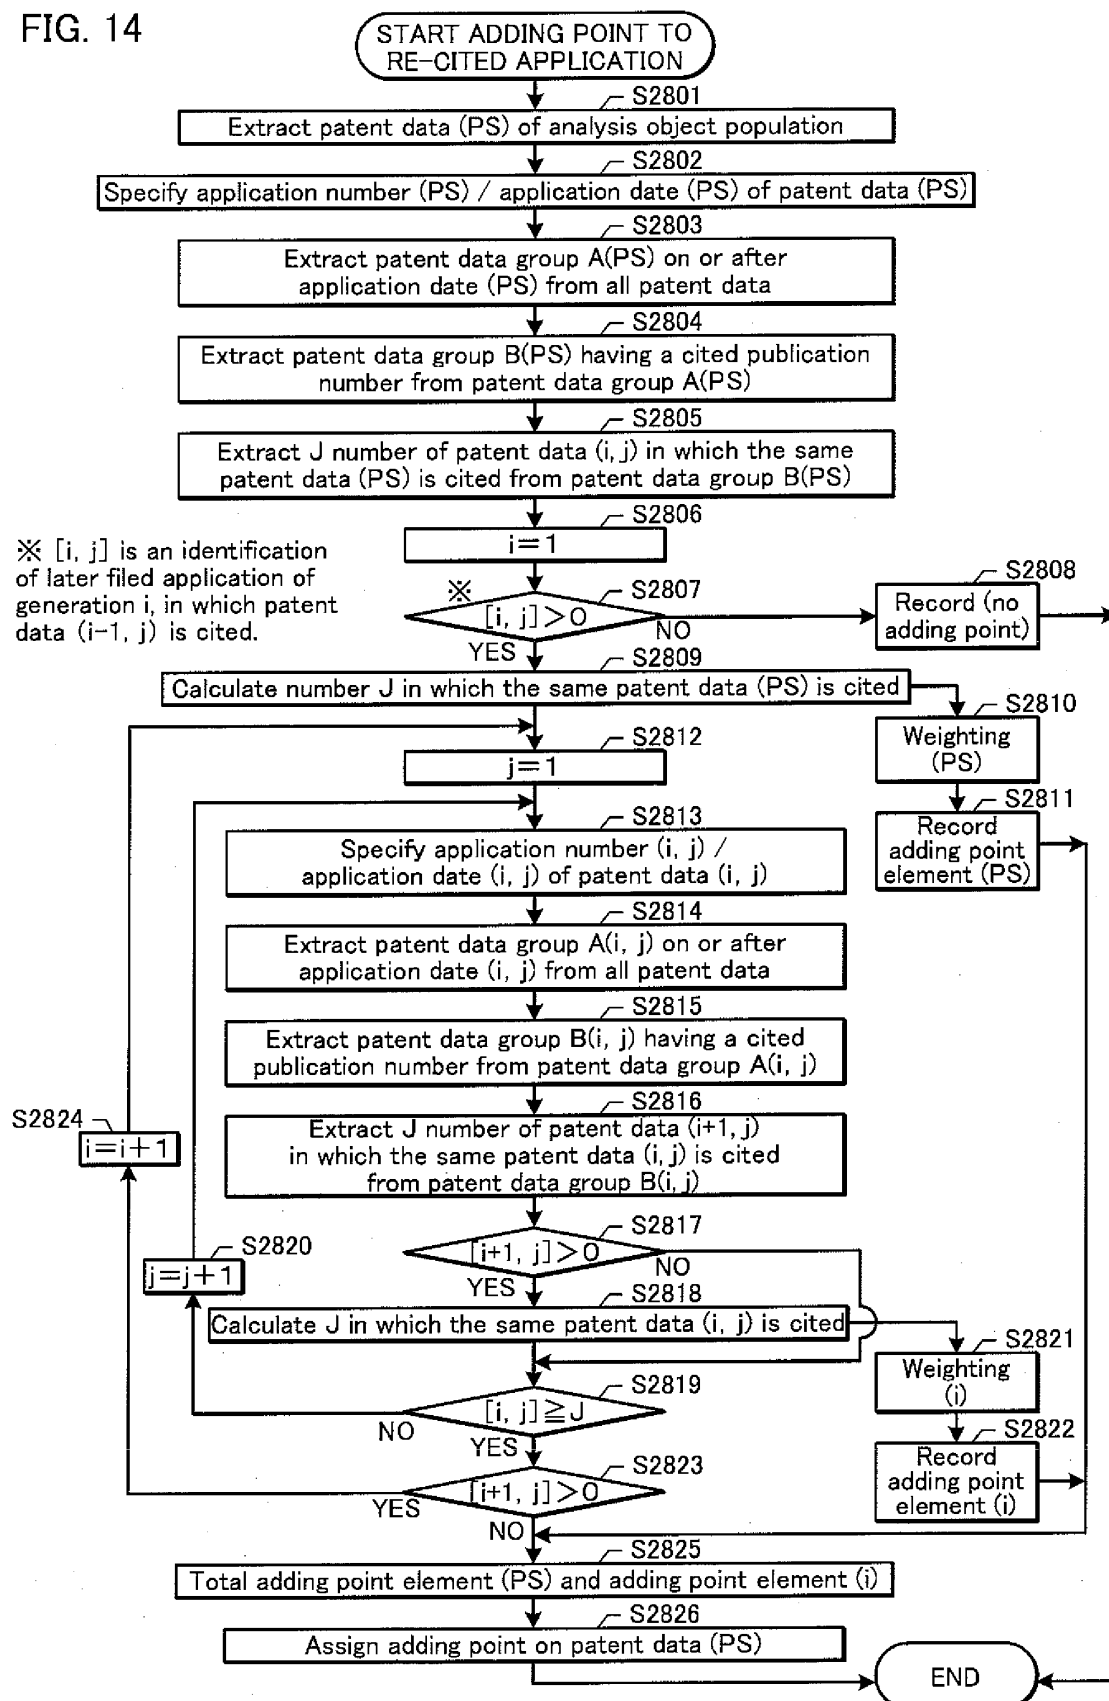 FIG. 14
START ADDING POINT TO
RE-CITED APPLICATION
S2801
Extract patent data (PS) of analysis object population
S2802
Specify application number (PS) / application date (PS) of patent data (PS)
S2803
Extract patent data group A(PS) on or after
application date (PS) from all patent data
S2804
Extract patent data group B(PS) having a cited publication
number from patent data group A(PS)
S2805
Extract J number of patent data (i, j) in which the same
patent data (PS) is cited from patent data group B(PS)
S2806
i=1
※ [i, j] is an identification
of later filed application of
generation i, in which patent
data (i-1, j) is cited.
※
S2807
[i, j]>0
NO
YES
S2808
Record (no
adding point)
S2809
Calculate number J in which the same patent data (PS) is cited
S2810
Weighting
(PS)
S2811
Record
adding point
element (PS)
S2812
j=1
S2813
Specify application number (i, j) /
application date (i, j) of patent data (i, j)
S2814
Extract patent data group A(i, j) on or after
application date (i, j) from all patent data
S2815
Extract patent data group B(i, j) having a cited
publication number from patent data group A(i, j)
S2816
Extract J number of patent data (i+1, j)
in which the same patent data (i, j) is cited
from patent data group B(i, j)
S2824
i=i+1
S2817
[i+1, j]>0
NO
YES
S2820
j=j+1
S2818
Calculate J in which the same patent data (i, j) is cited
S2821
Weighting
(i)
S2819
[i, j]≧J
NO
YES
S2822
Record
adding point
element (i)
S2823
[i+1, j]>0
YES
NO
S2825
Total adding point element (PS) and adding point element (i)
S2826
Assign adding point on patent data (PS)
END